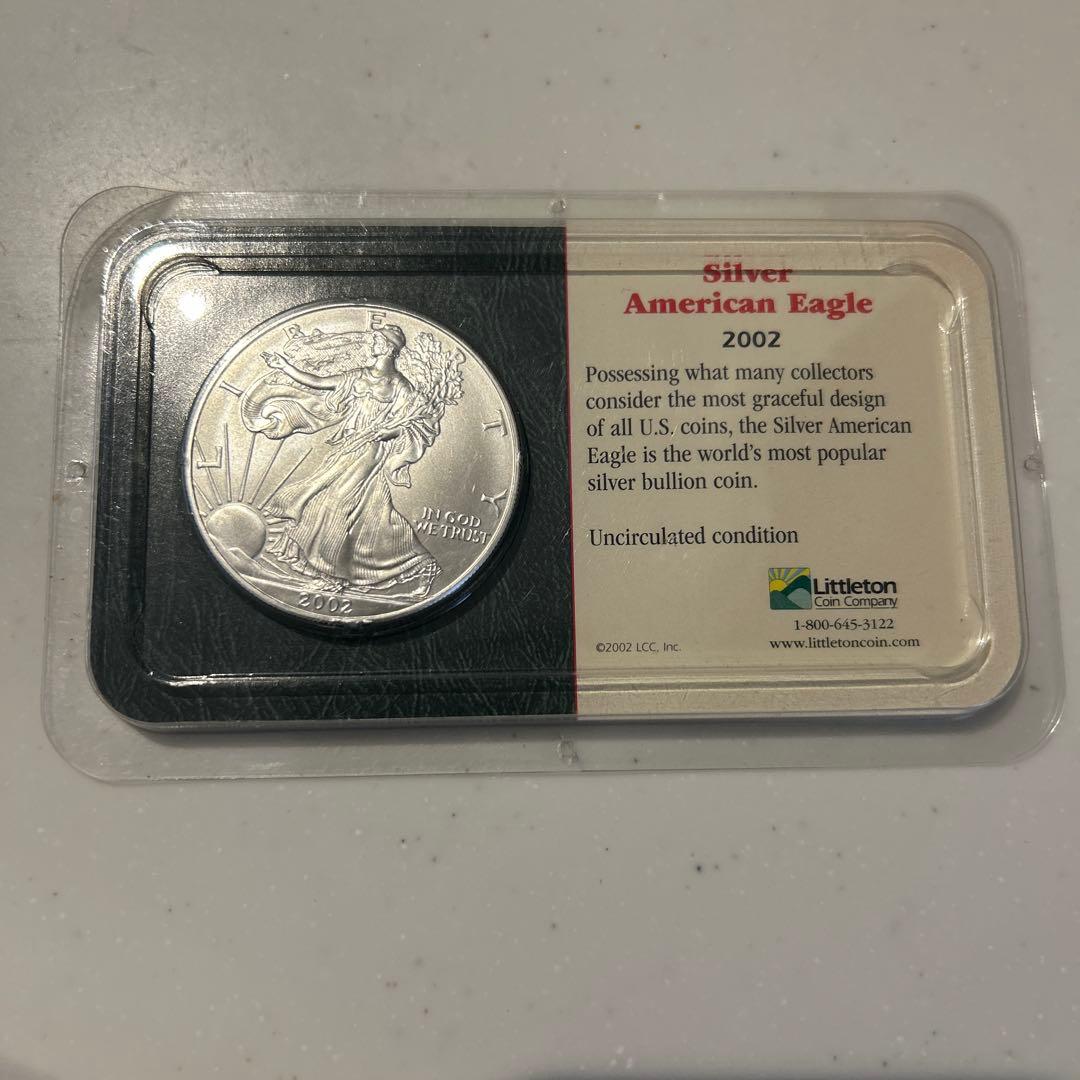 LIBERTY
IN GOD
WE TRUST
2002
Silver
American Eagle
2002
Possessing what many collectors
consider the most graceful design
of all U.S. coins, the Silver American
Eagle is the world's most popular
silver bullion coin.
Uncirculated condition
Littleton
Coin Company
1-800-645-3122
©2002 LCC, Inc.
www.littletoncoin.com